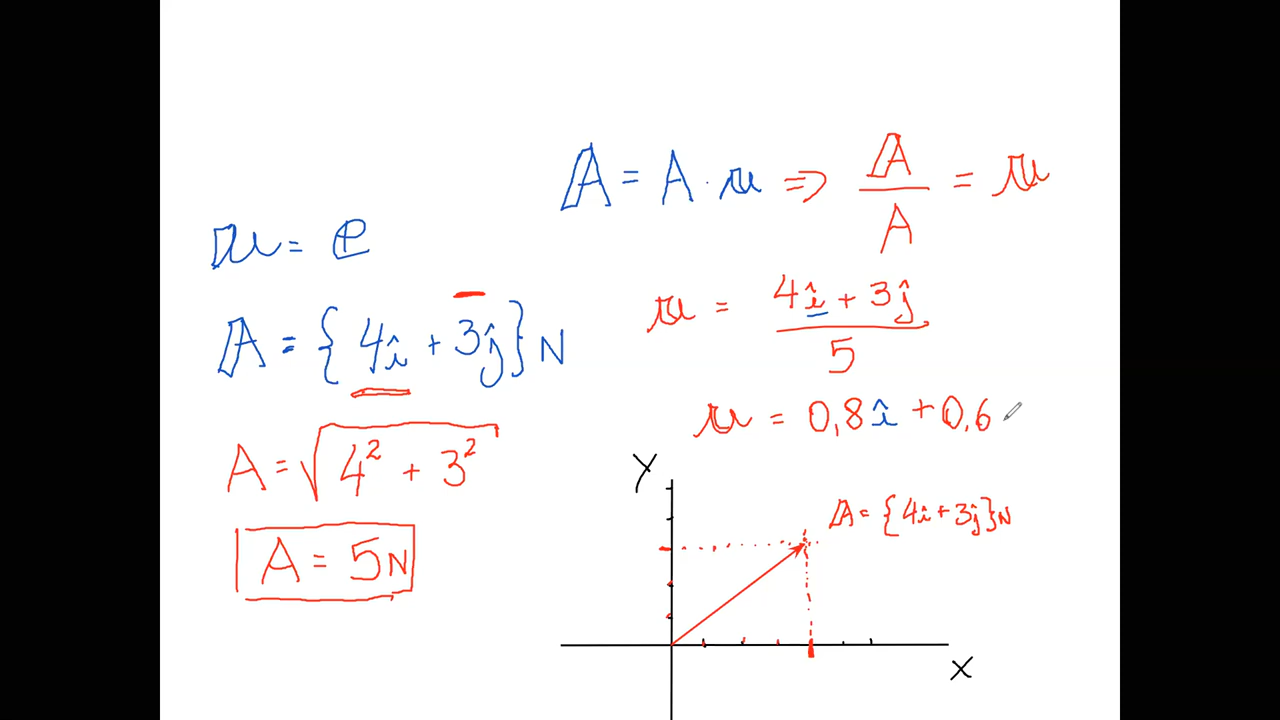 𝔸 = A · 𝕦 ⇒ 𝔸/A = 𝕦
𝕦 = 𝕖
𝔸 = {4î + 3ĵ} N
A = √(4² + 3²)
A = 5N
𝕦 = (4î + 3ĵ)/5
𝕦 = 0,8î + 0,6
y
𝔸 = {4î + 3ĵ}N
x